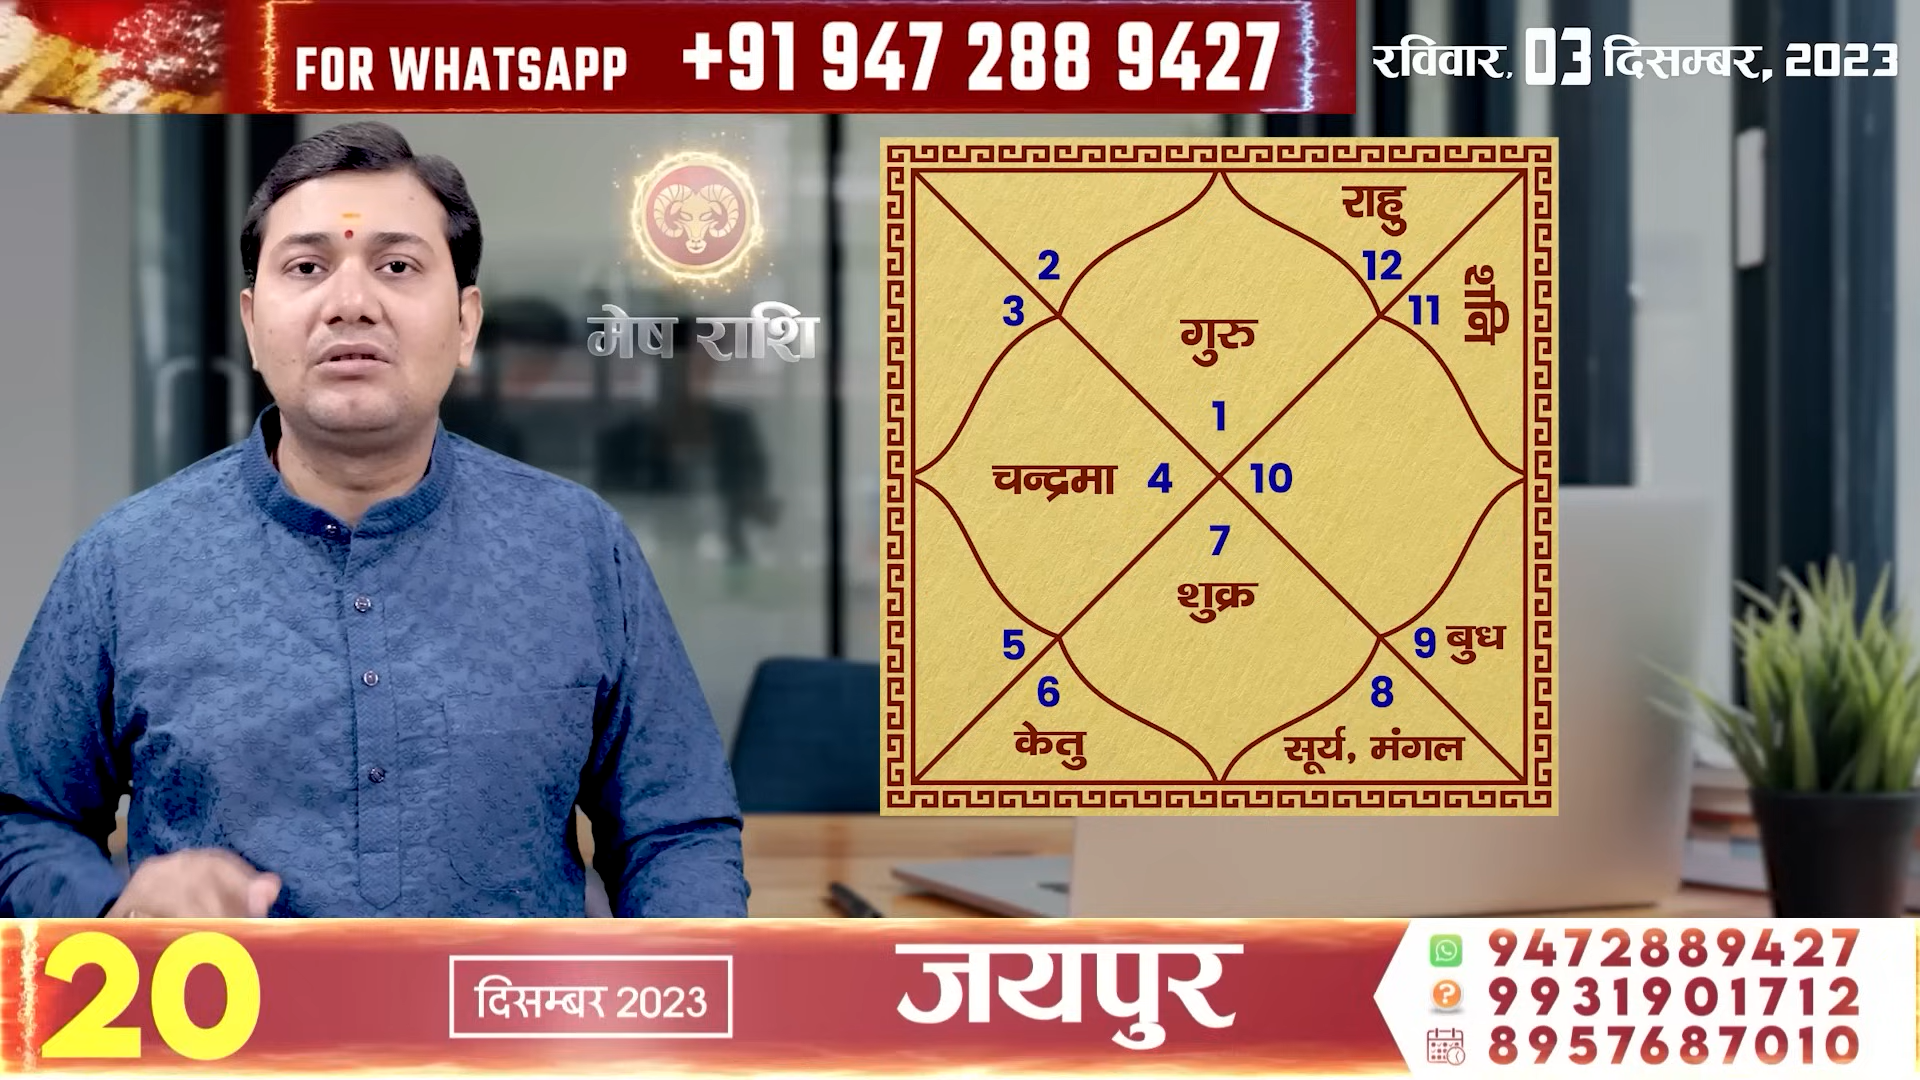 FOR WHATSAPP +91 947 288 9427
रविवार, 03 दिसम्बर, 2023
मेष राशि
राहु
2
12
3
11
शनि
गुरु
1
चन्द्रमा 4
10
7
शुक्र
5
9 बुध
6
8
केतु
सूर्य, मंगल
20
दिसम्बर 2023
जयपुर
9472889427
9931901712
8957687010